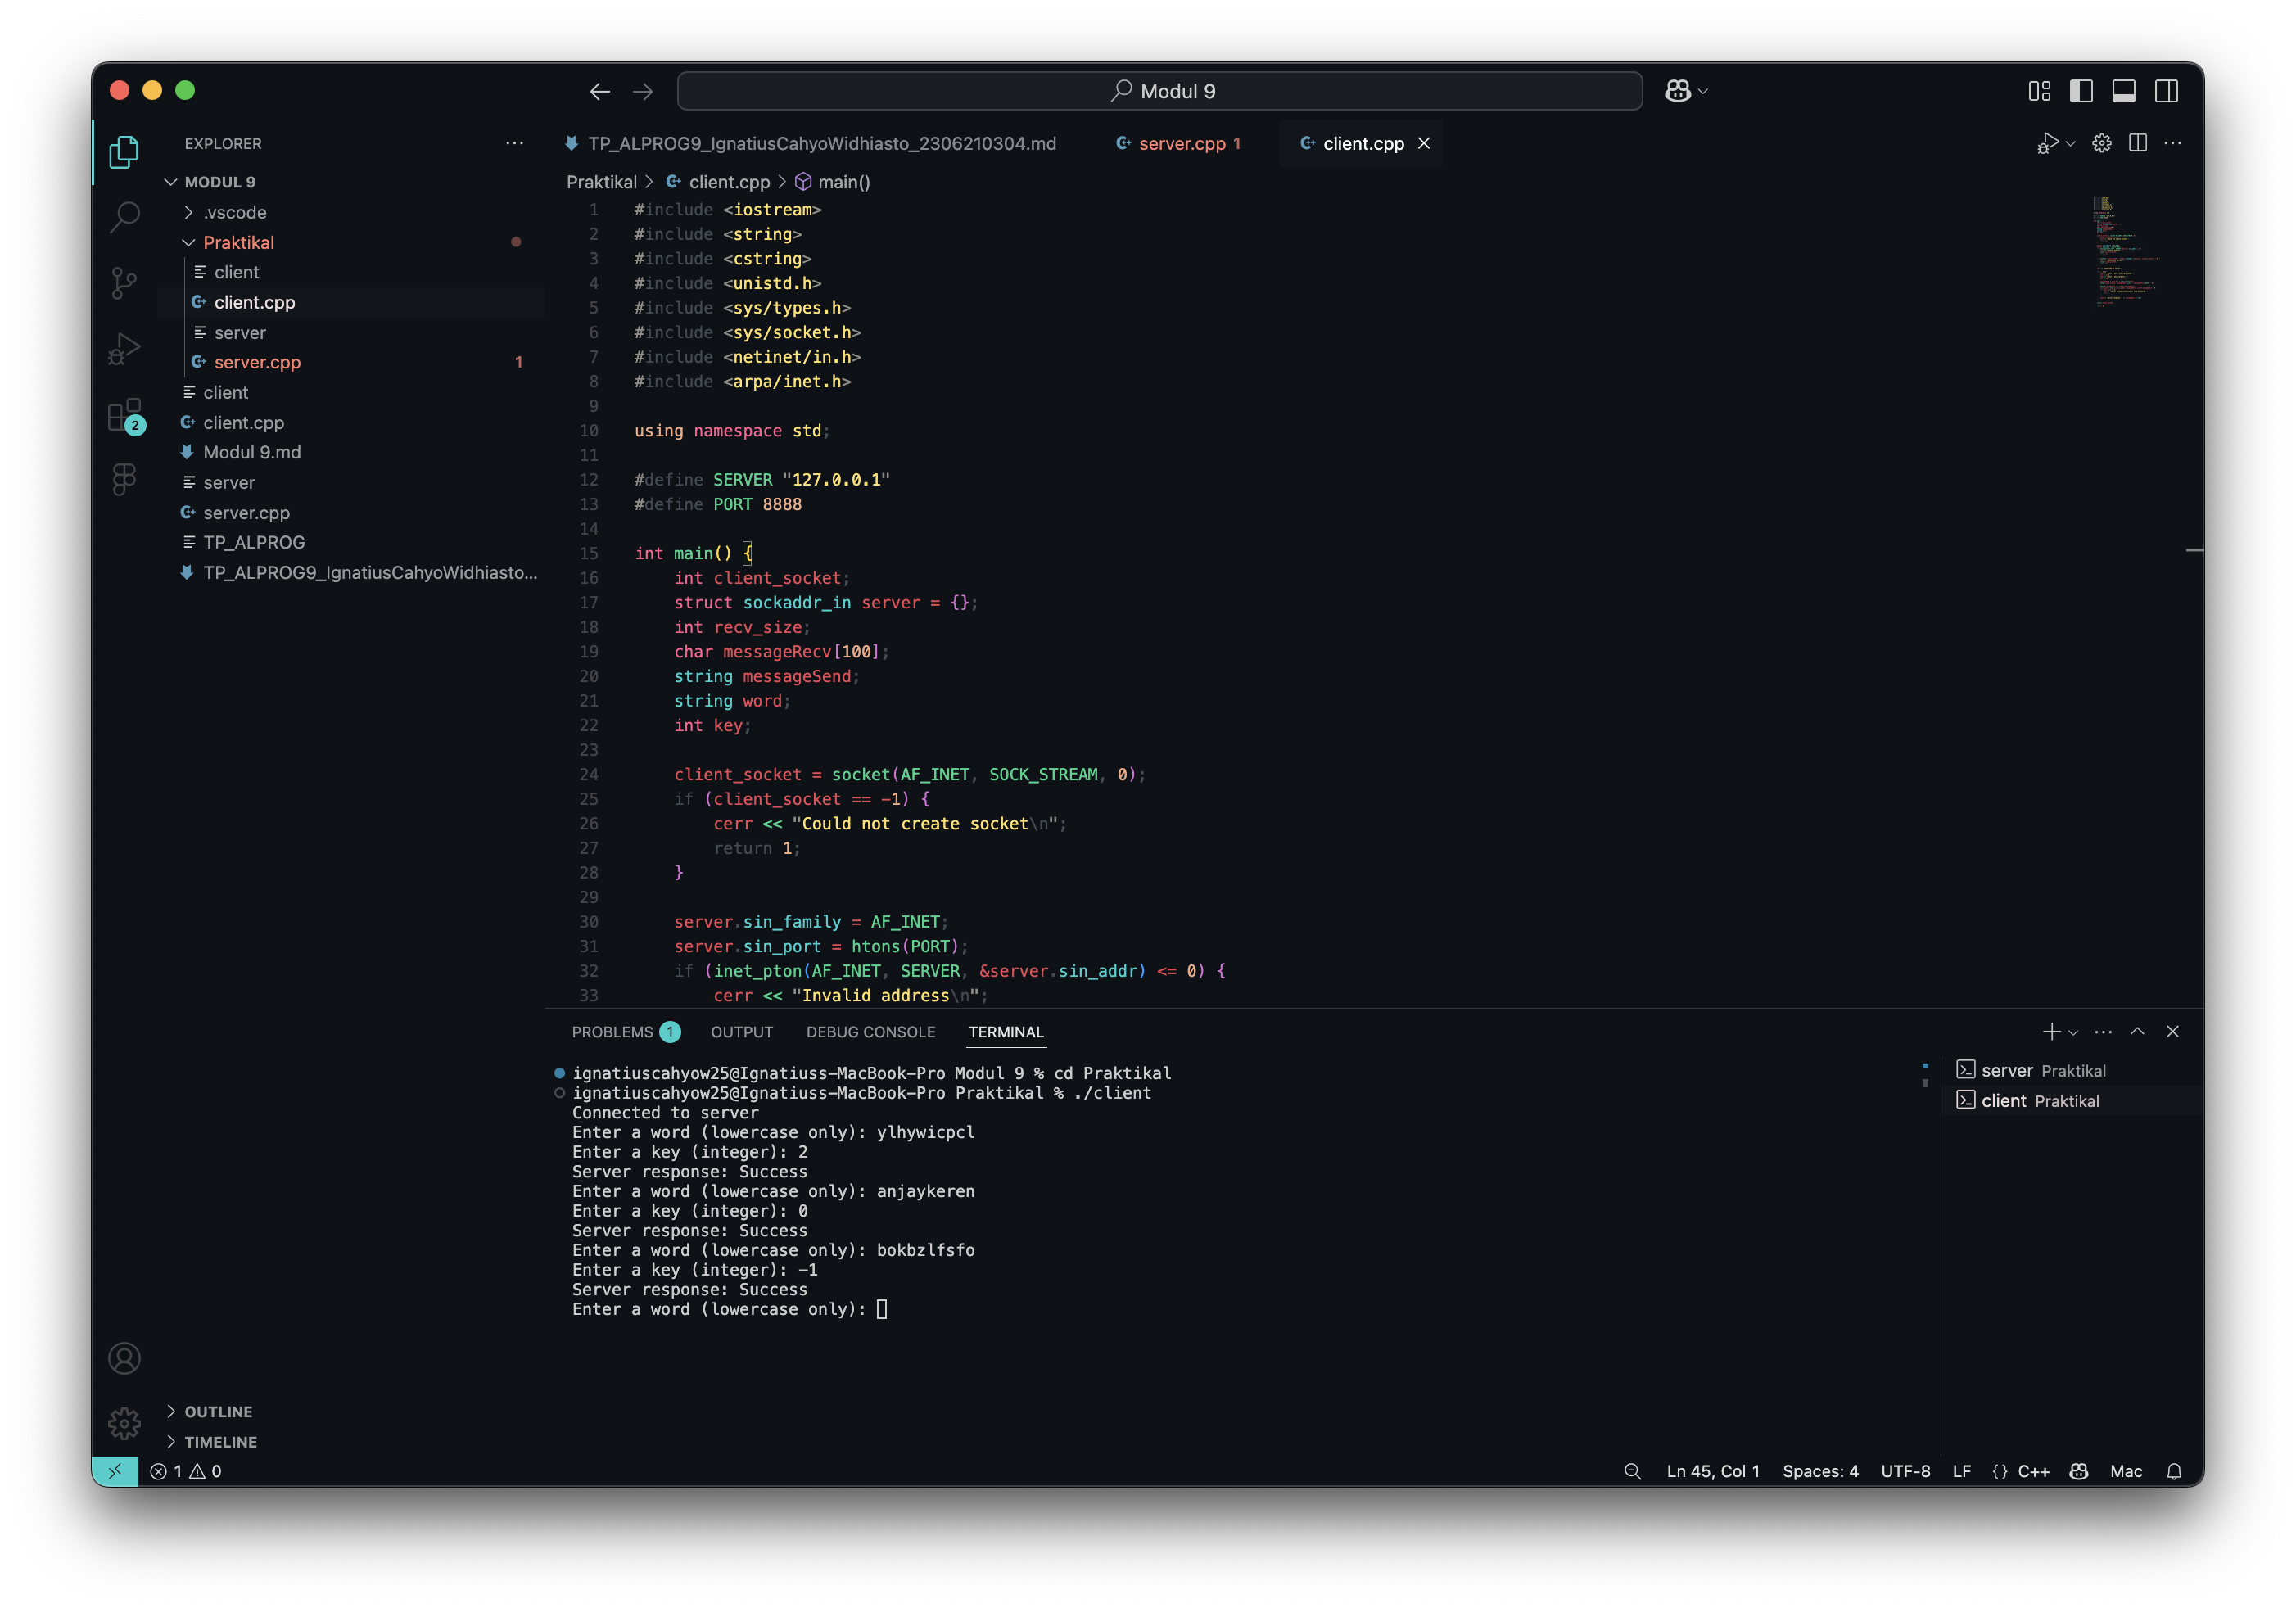 Modul 9
EXPLORER
MODUL 9
.vscode
Praktikal
client
client.cpp
server
server.cpp 1
client
client.cpp
Modul 9.md
server
server.cpp
TP_ALPROG
TP_ALPROG9_IgnatiusCahyoWidhiasto...
OUTLINE
TIMELINE
2
TP_ALPROG9_IgnatiusCahyoWidhiasto_2306210304.md
server.cpp 1
client.cpp
Praktikal > client.cpp > main()
1 #include <iostream>
2 #include <string>
3 #include <cstring>
4 #include <unistd.h>
5 #include <sys/types.h>
6 #include <sys/socket.h>
7 #include <netinet/in.h>
8 #include <arpa/inet.h>
9
10 using namespace std;
11
12 #define SERVER "127.0.0.1"
13 #define PORT 8888
14
15 int main() {
16 int client_socket;
17 struct sockaddr_in server = {};
18 int recv_size;
19 char messageRecv[100];
20 string messageSend;
21 string word;
22 int key;
23
24 client_socket = socket(AF_INET, SOCK_STREAM, 0);
25 if (client_socket == -1) {
26 cerr << "Could not create socket\n";
27 return 1;
28 }
29
30 server.sin_family = AF_INET;
31 server.sin_port = htons(PORT);
32 if (inet_pton(AF_INET, SERVER, &server.sin_addr) <= 0) {
33 cerr << "Invalid address\n";
PROBLEMS 1 OUTPUT DEBUG CONSOLE TERMINAL
ignatiuscahyow25@Ignatiuss-MacBook-Pro Modul 9 % cd Praktikal
ignatiuscahyow25@Ignatiuss-MacBook-Pro Praktikal % ./client
Connected to server
Enter a word (lowercase only): ylhywicpcl
Enter a key (integer): 2
Server response: Success
Enter a word (lowercase only): anjaykeren
Enter a key (integer): 0
Server response: Success
Enter a word (lowercase only): bokbzlfsfo
Enter a key (integer): -1
Server response: Success
Enter a word (lowercase only):
server Praktikal
client Praktikal
1 0
Ln 45, Col 1 Spaces: 4 UTF-8 LF {} C++ Mac